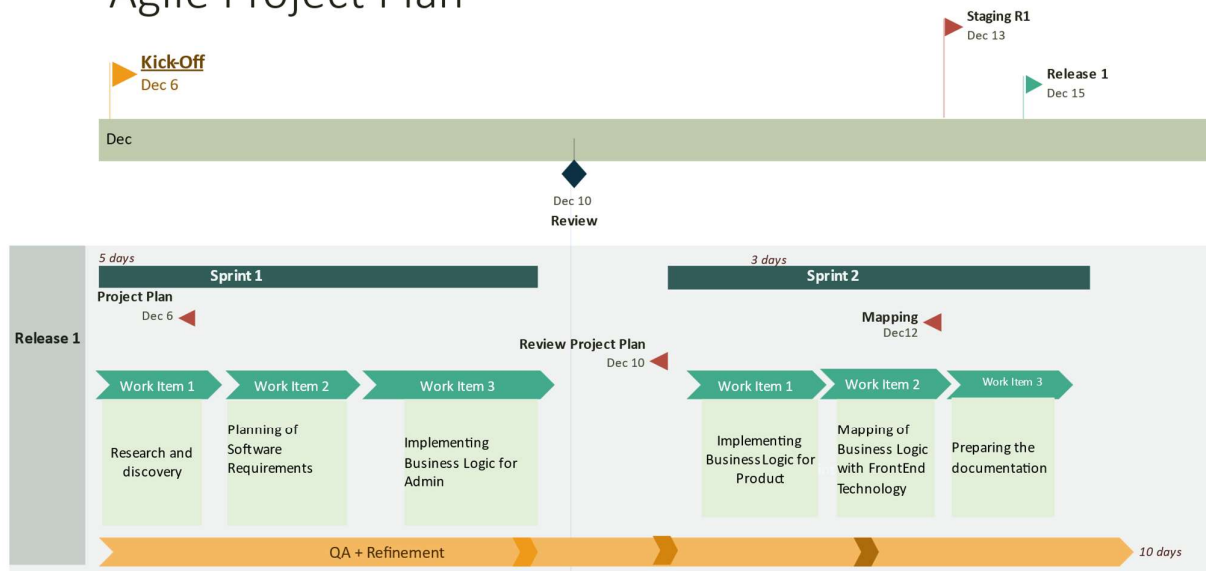 Agile Project Plan
Staging R1
Dec 13
Kick-Off
Dec 6
Release 1
Dec 15
Dec
Dec 10
Review
Release 1
5 days
Sprint 1
Project Plan
Dec 6
3 days
Sprint 2
Mapping
Dec12
Review Project Plan
Dec 10
Work Item 1
Work Item 2
Work Item 3
Research and
discovery
Planning of
Software
Requirements
Implementing
Business Logic for
Admin
Work Item 1
Work Item 2
Work Item 3
Implementing
Business Logic for
Product
Mapping of
Business Logic
with FrontEnd
Technology
Preparing the
documentation
QA + Refinement
10 days